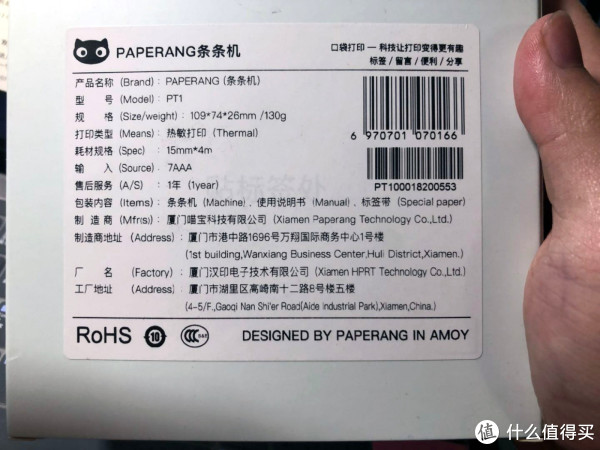 PAPERANG条条机
口袋打印 — 科技让打印变得更有趣
标签 / 留言 / 便利 / 分享
产品名称 (Brand): PAPERANG (条条机)
型 号 (Model): PT1
规 格 (Size/weight): 109*74*26mm /130g
打印类型 (Means): 热敏打印 (Thermal)
耗材规格 (Spec): 15mm*4m
输 入 (Source): 7AAA
售后服务 (A/S): 1年 (1year)
6 970701 070166
PT100018200553
贴标签处
包装内容 (Items): 条条机 (Machine) 、使用说明书 (Manual) 、标签带 (Special paper)
制 造 商 (Mfr(s)): 厦门喵宝科技有限公司 (Xiamen Paperang Technology Co.,Ltd.)
制造商地址 (Address): 厦门市港中路1696号万翔国际商务中心1号楼
(1st building,Wanxiang Business Center,Huli District,Xiamen.)
厂 名 (Factory): 厦门汉印电子技术有限公司 (Xiamen HPRT Technology Co.,Ltd.)
工厂地址 (Address): 厦门市湖里区高崎南十二路8号楼五楼
(4-5/F.,Gaoqi Nan Shi'er Road(Aide Industrial Park),Xiamen,China.)
RoHS 10 CCC DESIGNED BY PAPERANG IN AMOY
值 什么值得买